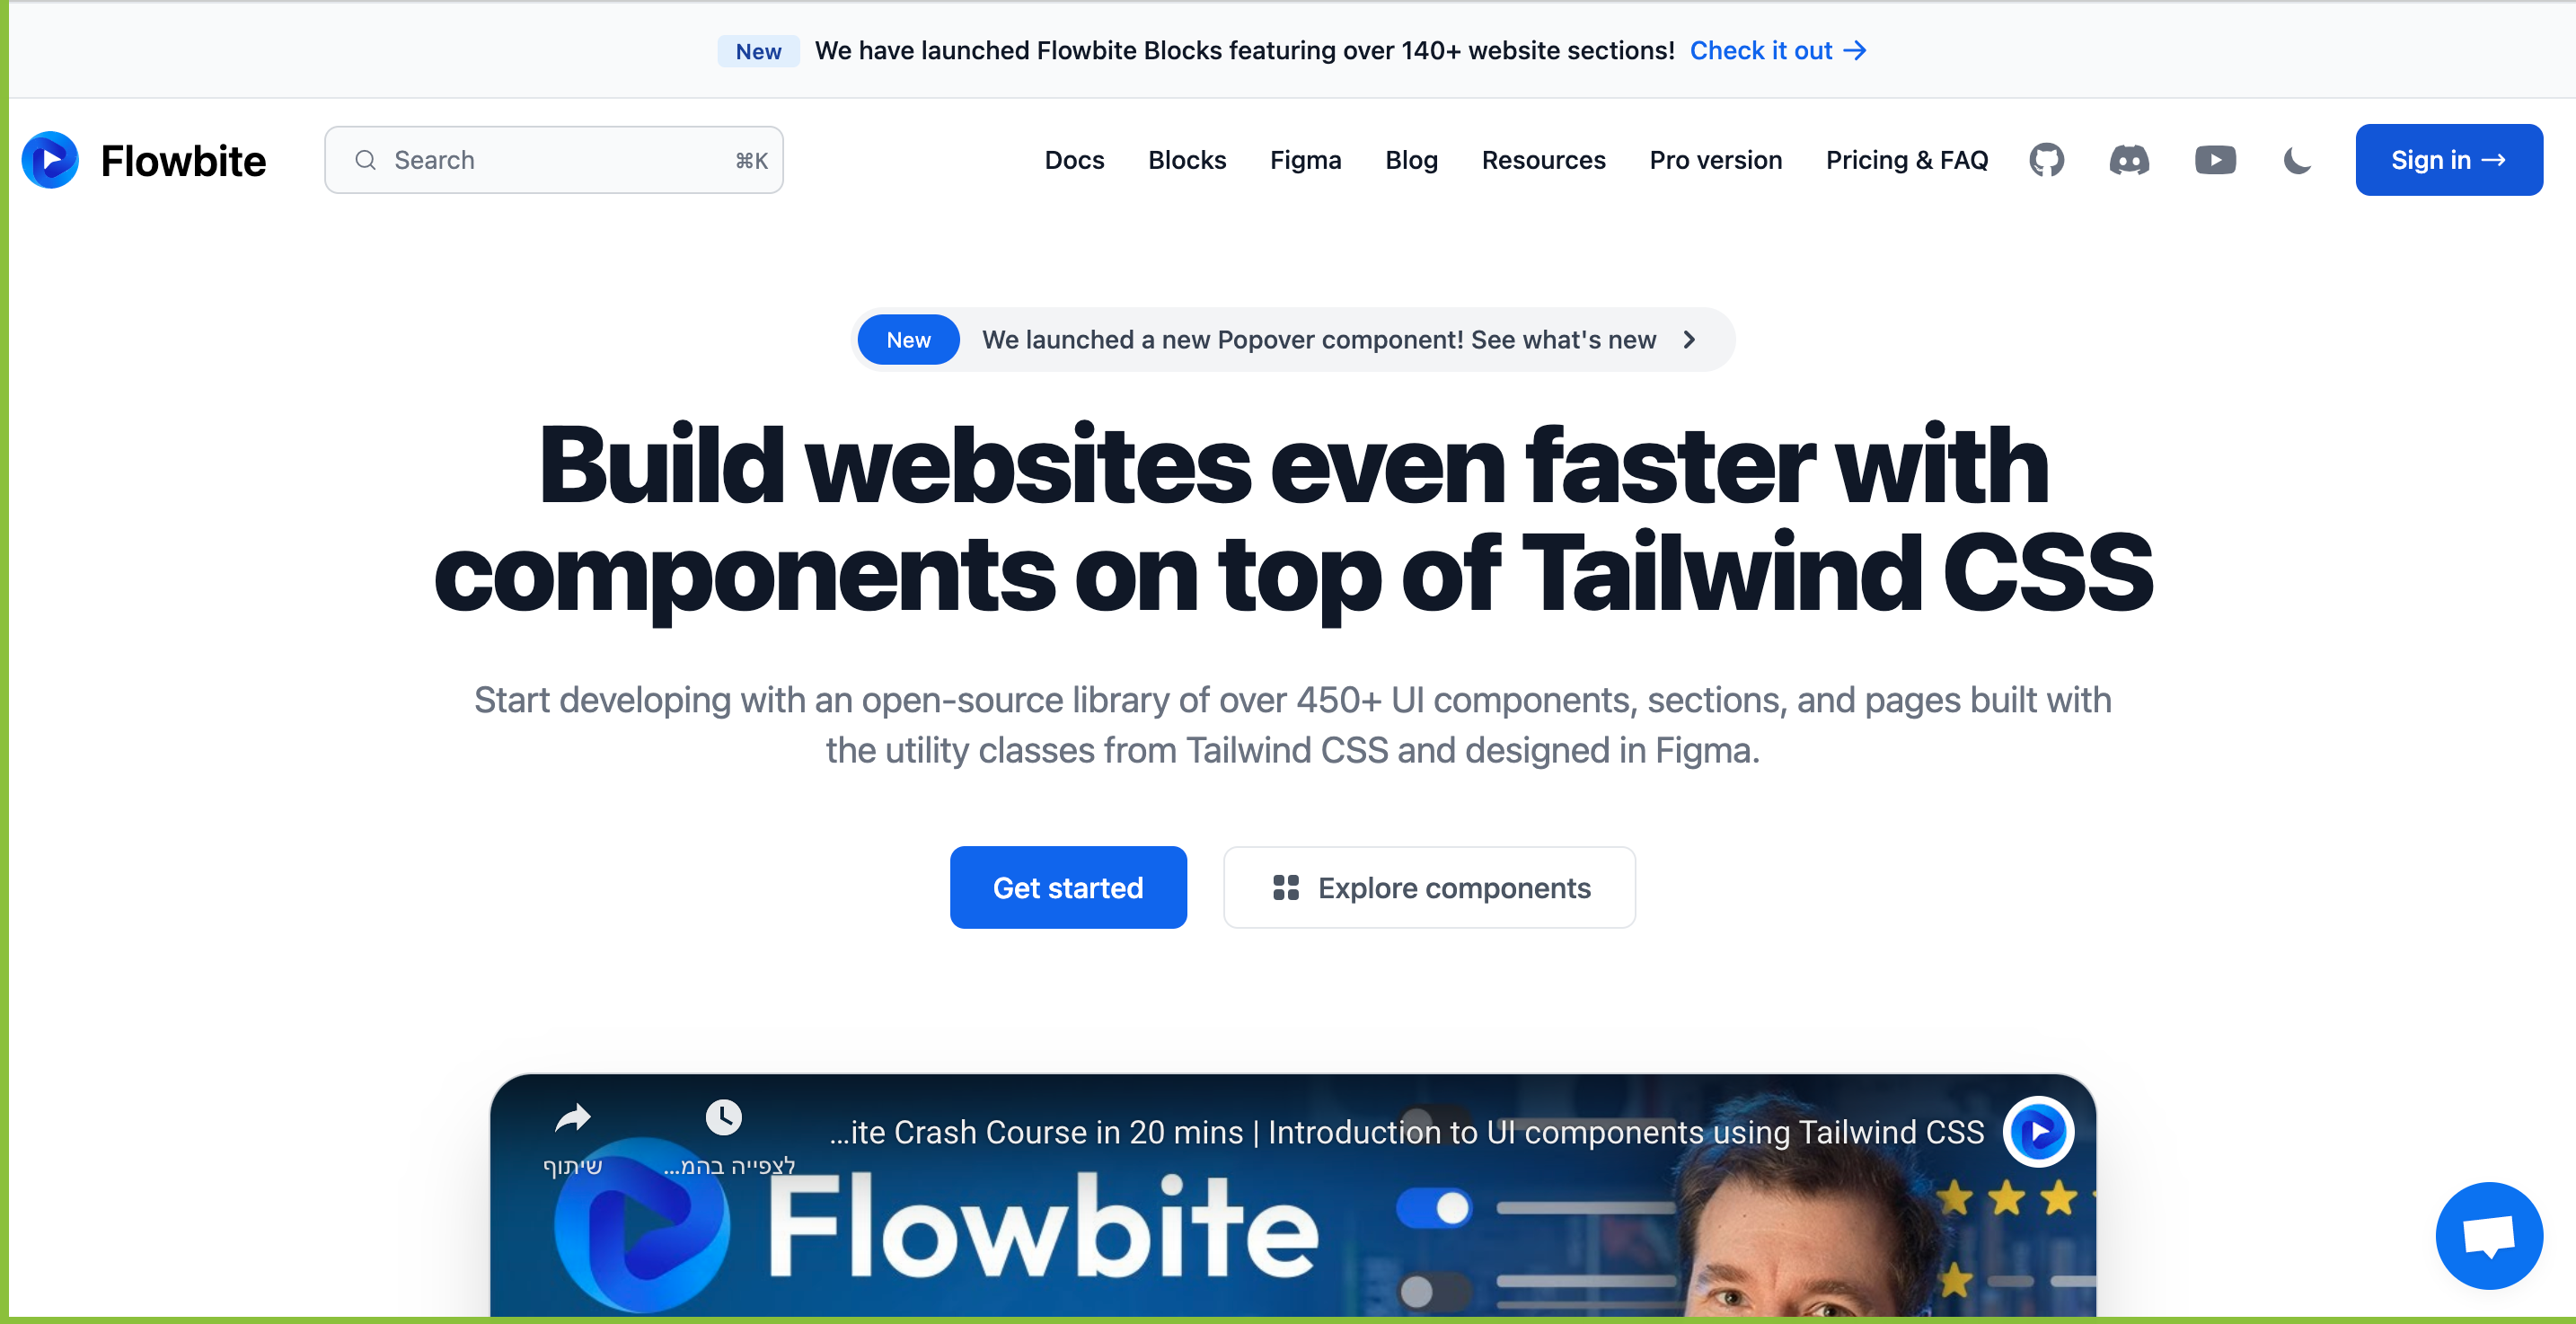 New We have launched Flowbite Blocks featuring over 140+ website sections! Check it out →
Flowbite
Search ⌘K
Docs Blocks Figma Blog Resources Pro version Pricing & FAQ Sign in →
New We launched a new Popover component! See what's new
Build websites even faster with
components on top of Tailwind CSS
Start developing with an open-source library of over 450+ UI components, sections, and pages built with
the utility classes from Tailwind CSS and designed in Figma.
Get started Explore components
...ite Crash Course in 20 mins | Introduction to UI components using Tailwind CSS
שיתוף לצפייה בהמ...
Flowbite